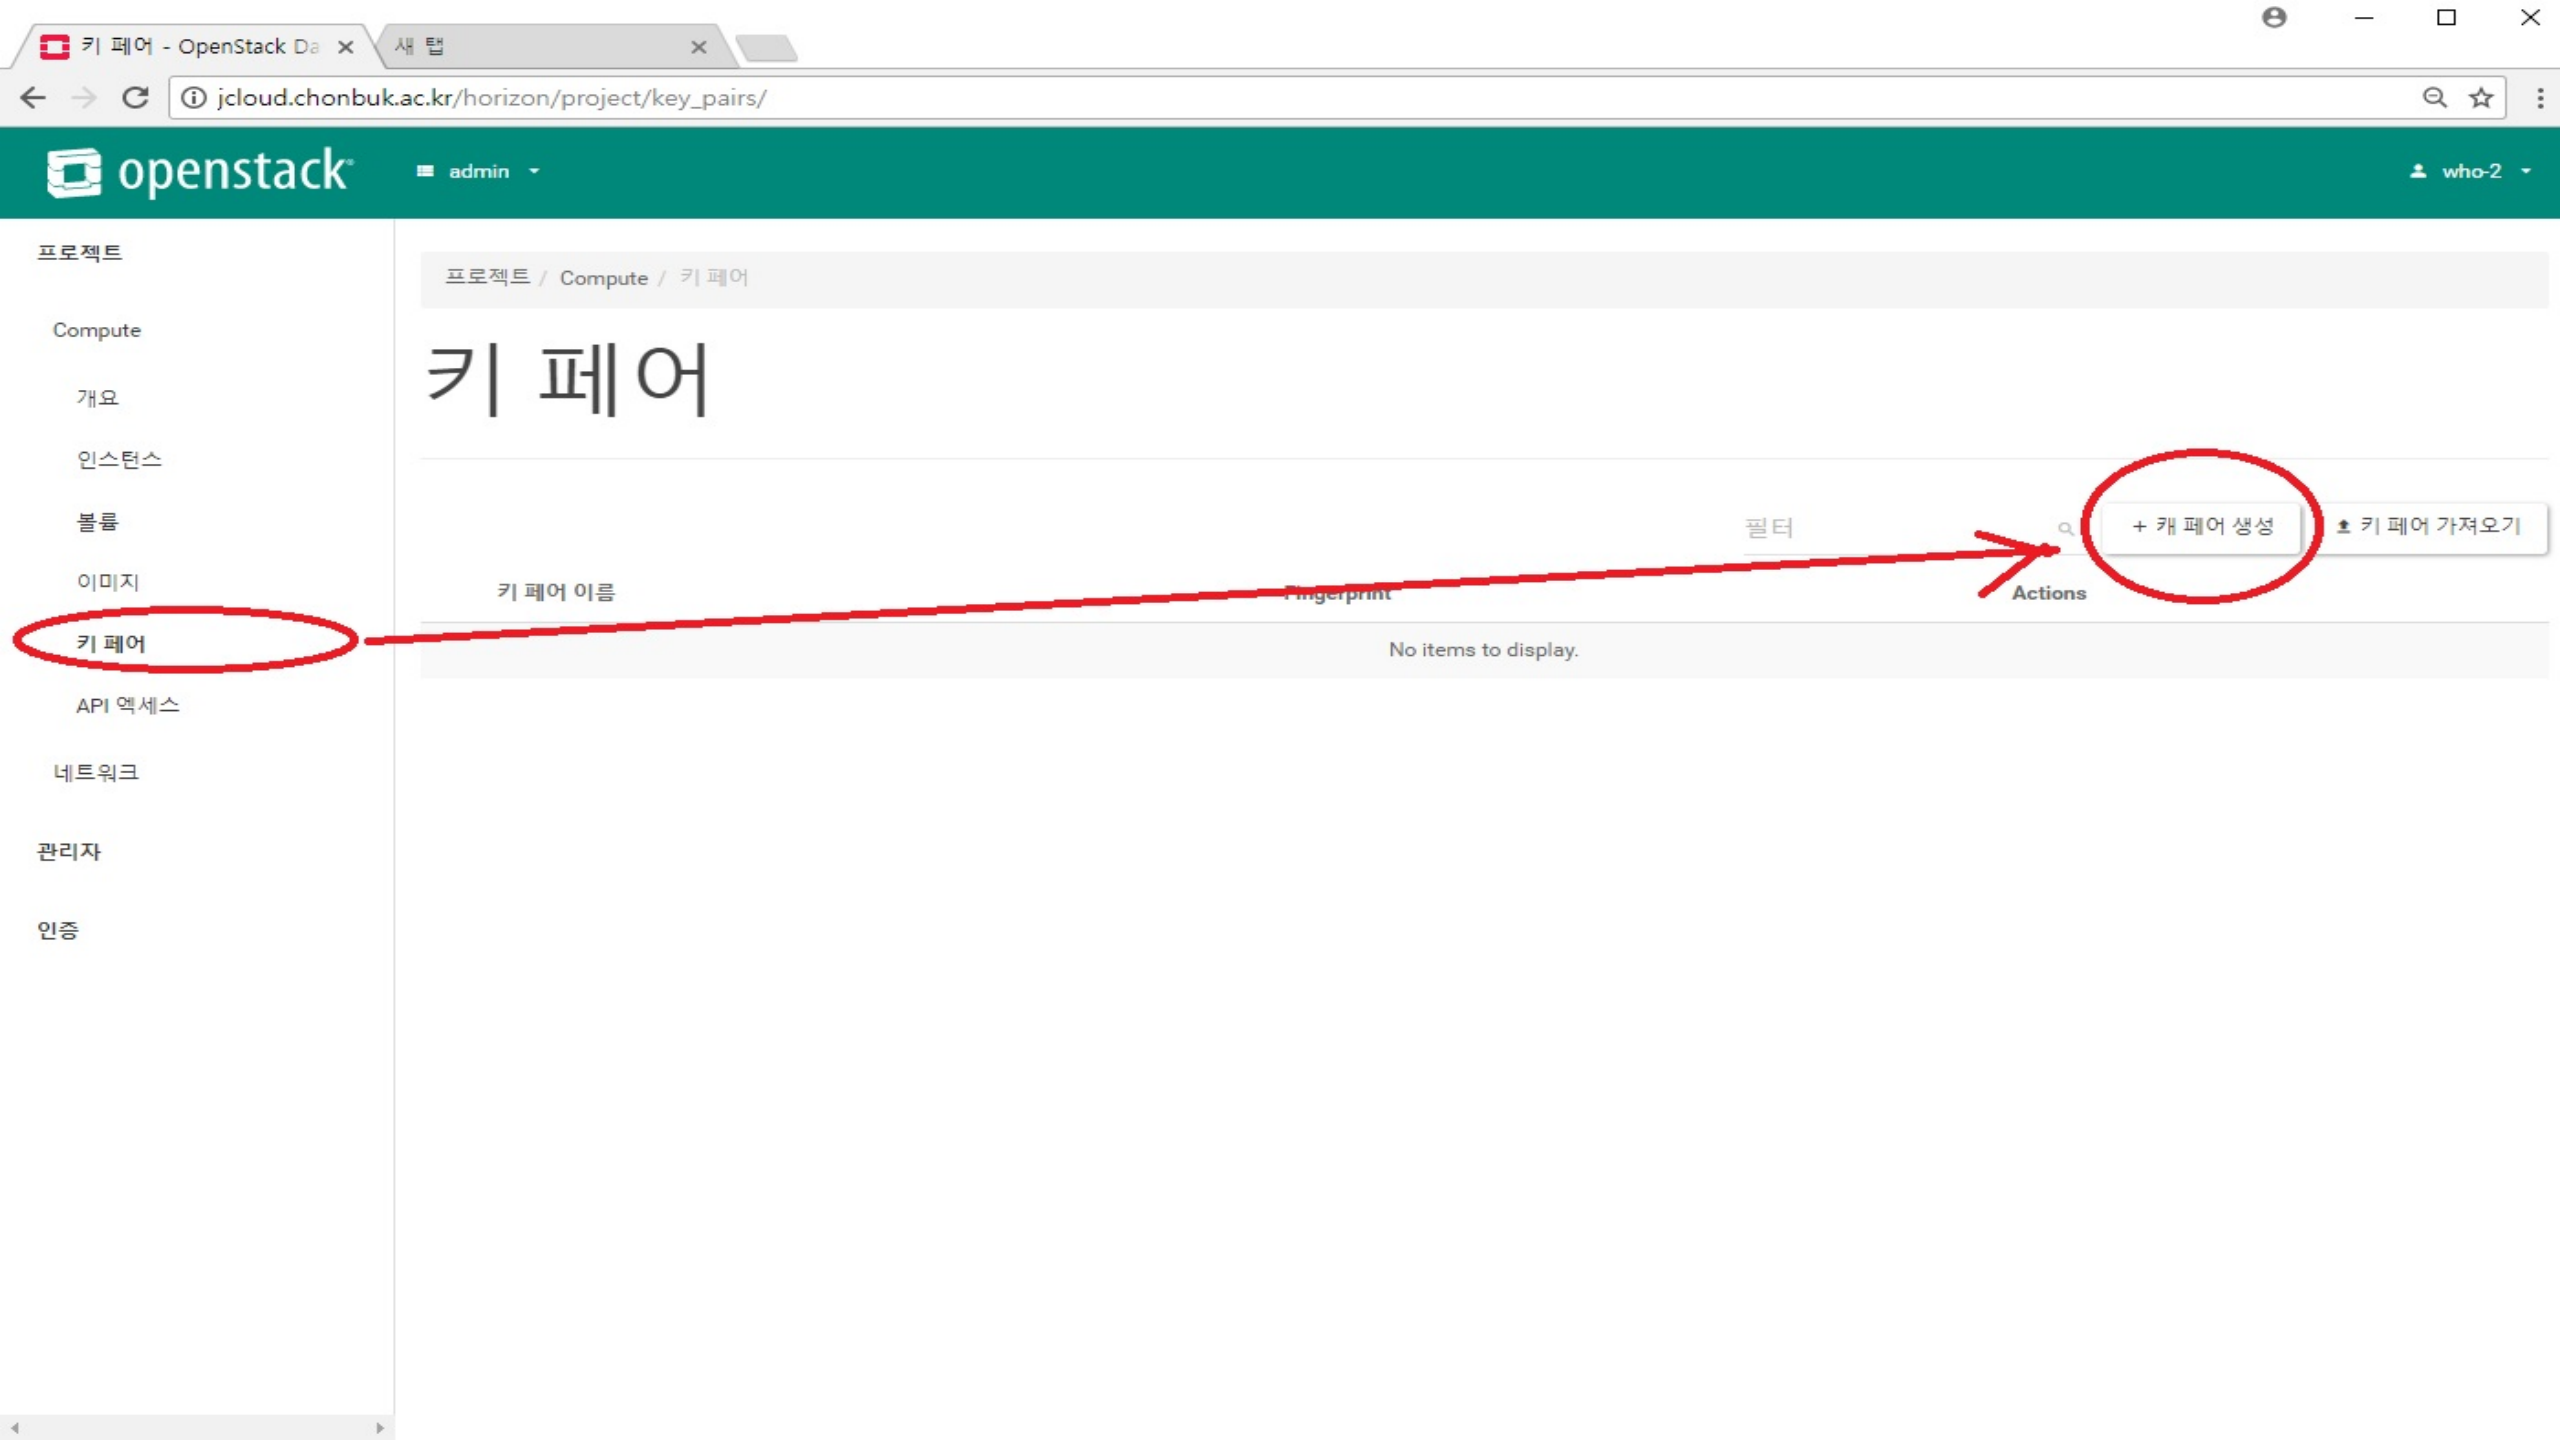 키 페어 - OpenStack Da
새 탭
jcloud.chonbuk.ac.kr/horizon/project/key_pairs/
openstack
admin
who-2
프로젝트
Compute
개요
인스턴스
볼륨
이미지
키 페어
API 엑세스
네트워크
관리자
인증
프로젝트 / Compute / 키 페어
키 페어
필터
+ 캐 페어 생성
키 페어 가져오기
키 페어 이름 Fingerprint Actions
No items to display.